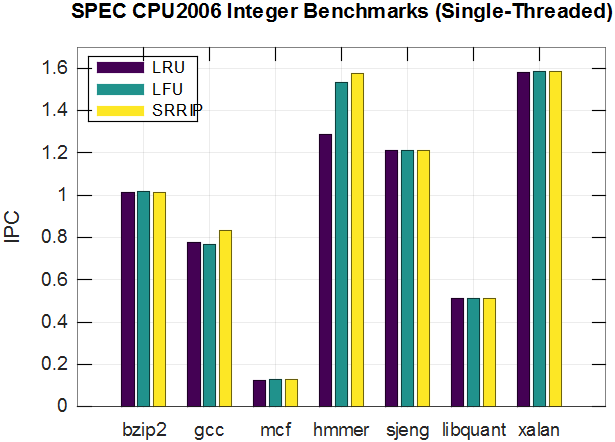 SPEC CPU2006 Integer Benchmarks (Single-Threaded)
LRU
LFU
SRRIP
IPC
1.6
1.4
1.2
1
0.8
0.6
0.4
0.2
0
bzip2 gcc mcf hmmer sjeng libquant xalan